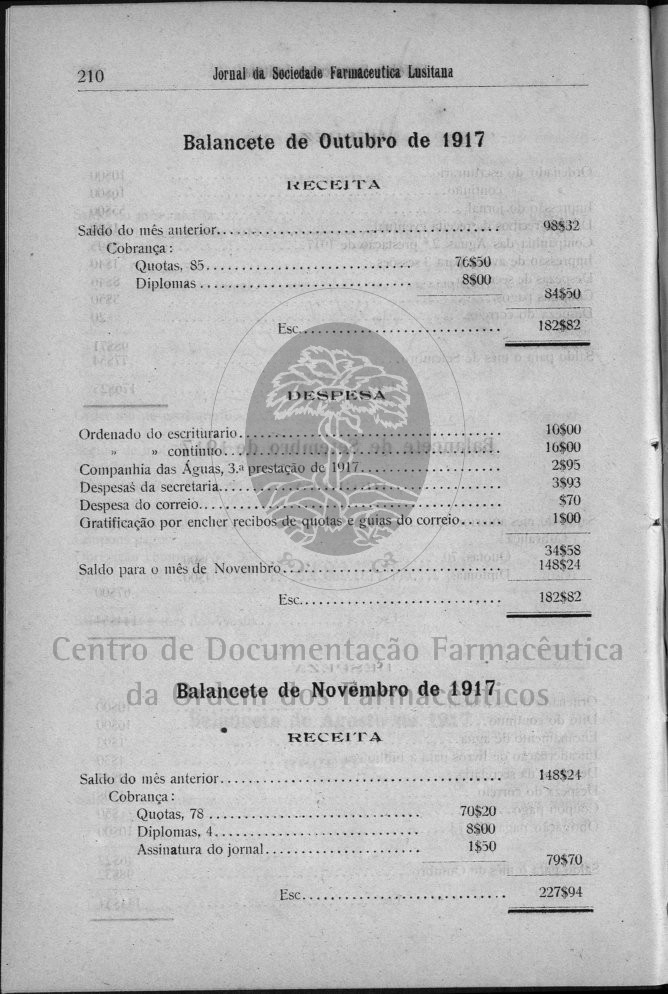 210
Jornal da Sociedade Farmaceutica Lusitana
Balancete de Outubro de 1917
RECEITA
Saldo do mês anterior... 98$32
Cobrança:
Quotas, 85... 76$50
Diplomas... 8$00
84$50
Esc... 182$82
DESPESA
Ordenado do escriturario... 10$00
» » continuo... 16$00
Companhia das Águas, 3.ª prestação de 1917... 2$95
Despesas da secretaria... 3$93
Despesa do correio... $70
Gratificação por encher recibos de quotas e guias do correio... 1$00
34$58
Saldo para o mês de Novembro... 148$24
Esc... 182$82
Centro de Documentação Farmacêutica
da Ordem dos Farmacêuticos
Balancete de Novembro de 1917
RECEITA
Saldo do mês anterior... 148$24
Cobrança:
Quotas, 78... 70$20
Diplomas, 4... 8$00
Assinatura do jornal... 1$50
79$70
Esc... 227$94